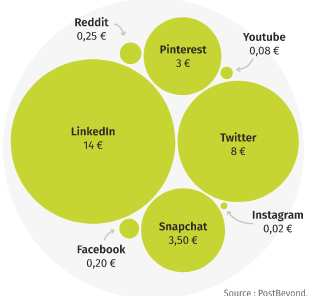 Reddit
0,25 €
Pinterest
3 €
Youtube
0,08 €
LinkedIn
14 €
Twitter
8 €
Snapchat
3,50 €
Instagram
0,02 €
Facebook
0,20 €
Source : PostBeyond.